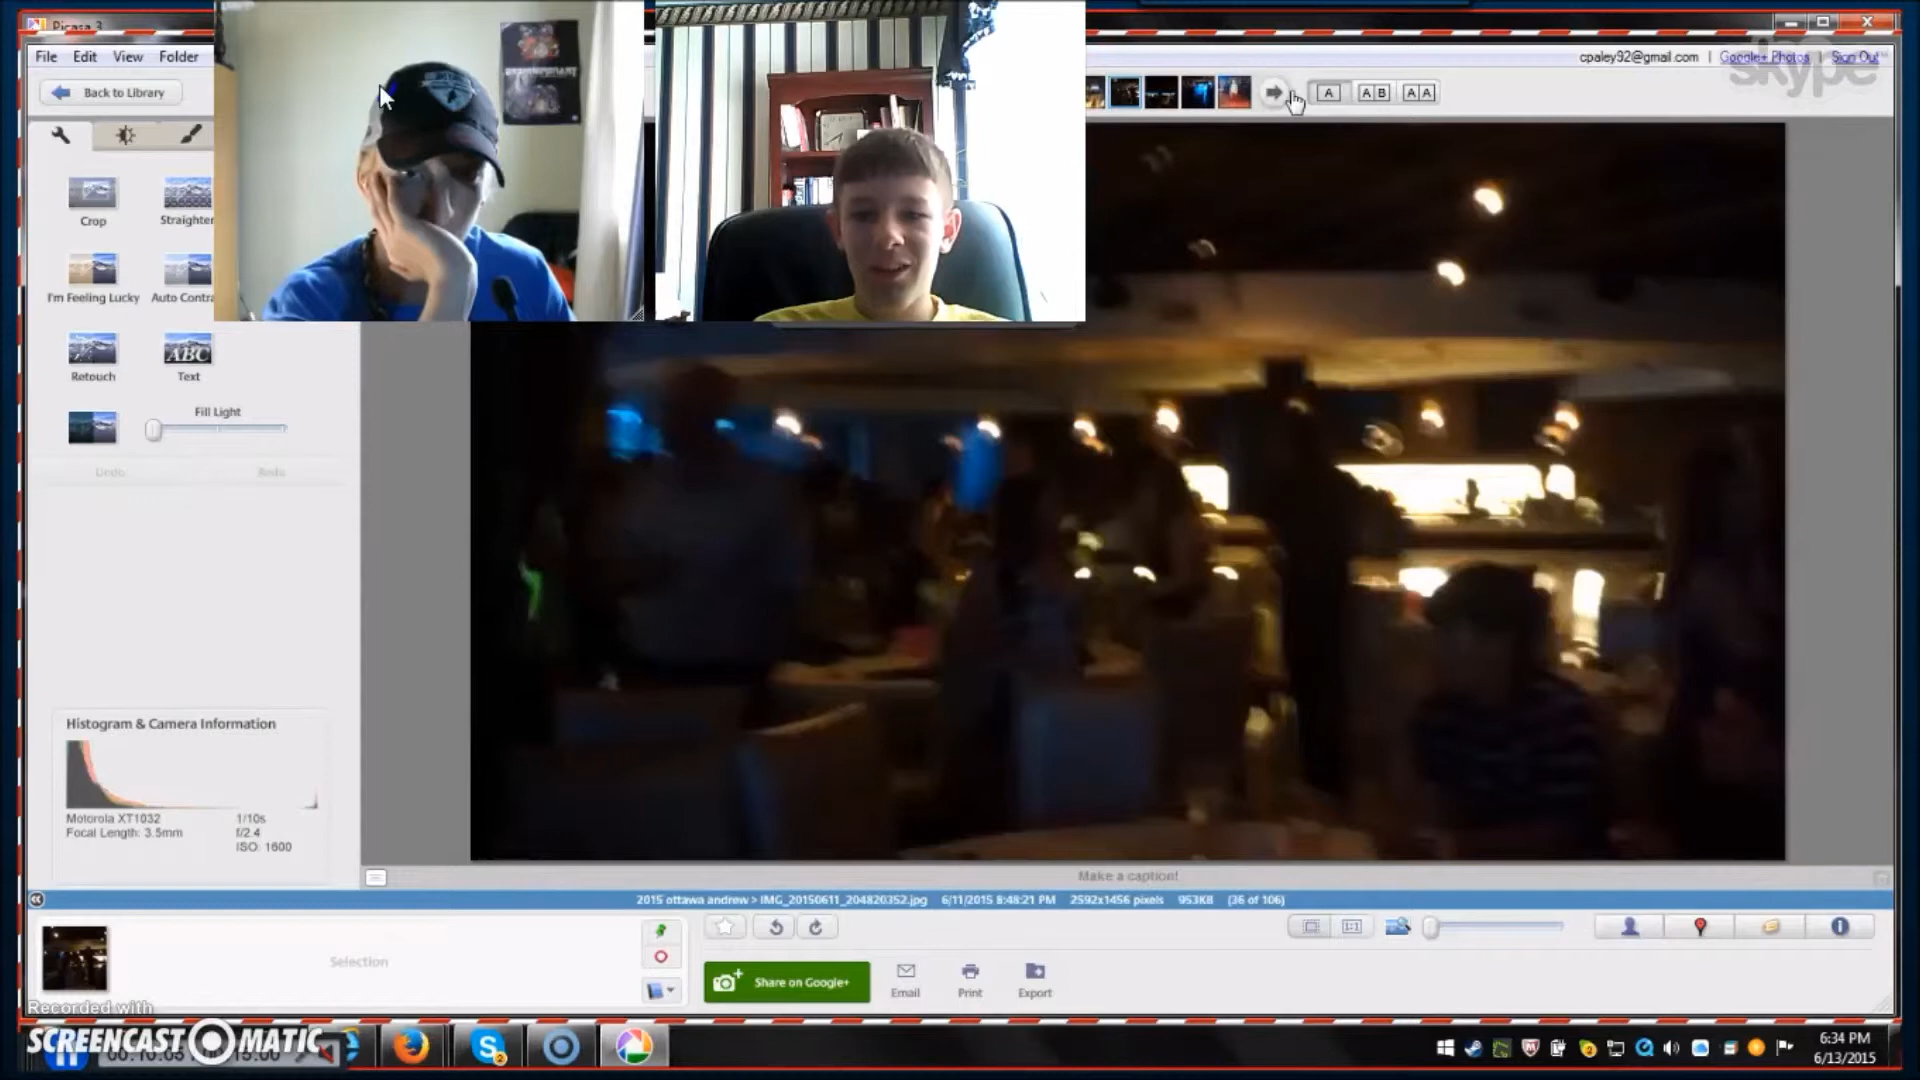 Picasa 3
File Edit View Folder
cpaley92@gmail.com | Google+ Photos | Sign Out
skype™
Back to Library
A
A B
A A
Crop
Straighten
I'm Feeling Lucky
Auto Contra
Retouch
ABC
Text
Fill Light
Undo
Redo
Histogram & Camera Information
Motorola XT1032
1/10s
Focal Length: 3.5mm
f/2.4
ISO: 1600
Make a caption!
2015 ottawa andrew > IMG_20150611_204820352.jpg 6/11/2015 8:48:21 PM 2592x1456 pixels 953KB (36 of 106)
1:1
Selection
Share on Google+
Email
Print
Export
Recorded with
SCREENCAST MATIC
6:34 PM
6/13/2015